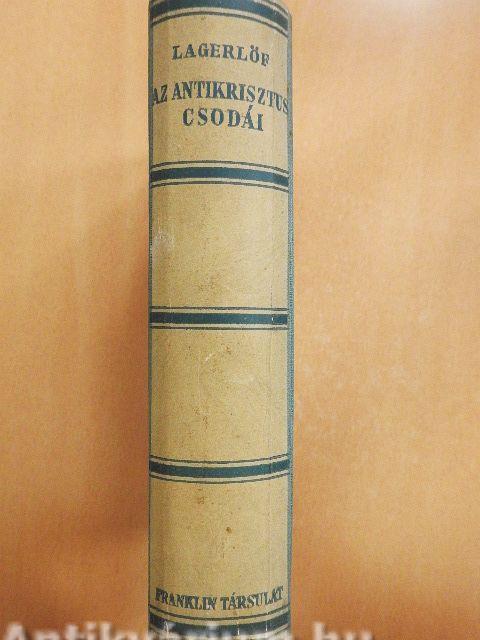 LAGERLÖF
AZ ANTIKRISZTUS
CSODÁI
FRANKLIN TÁRSULAT